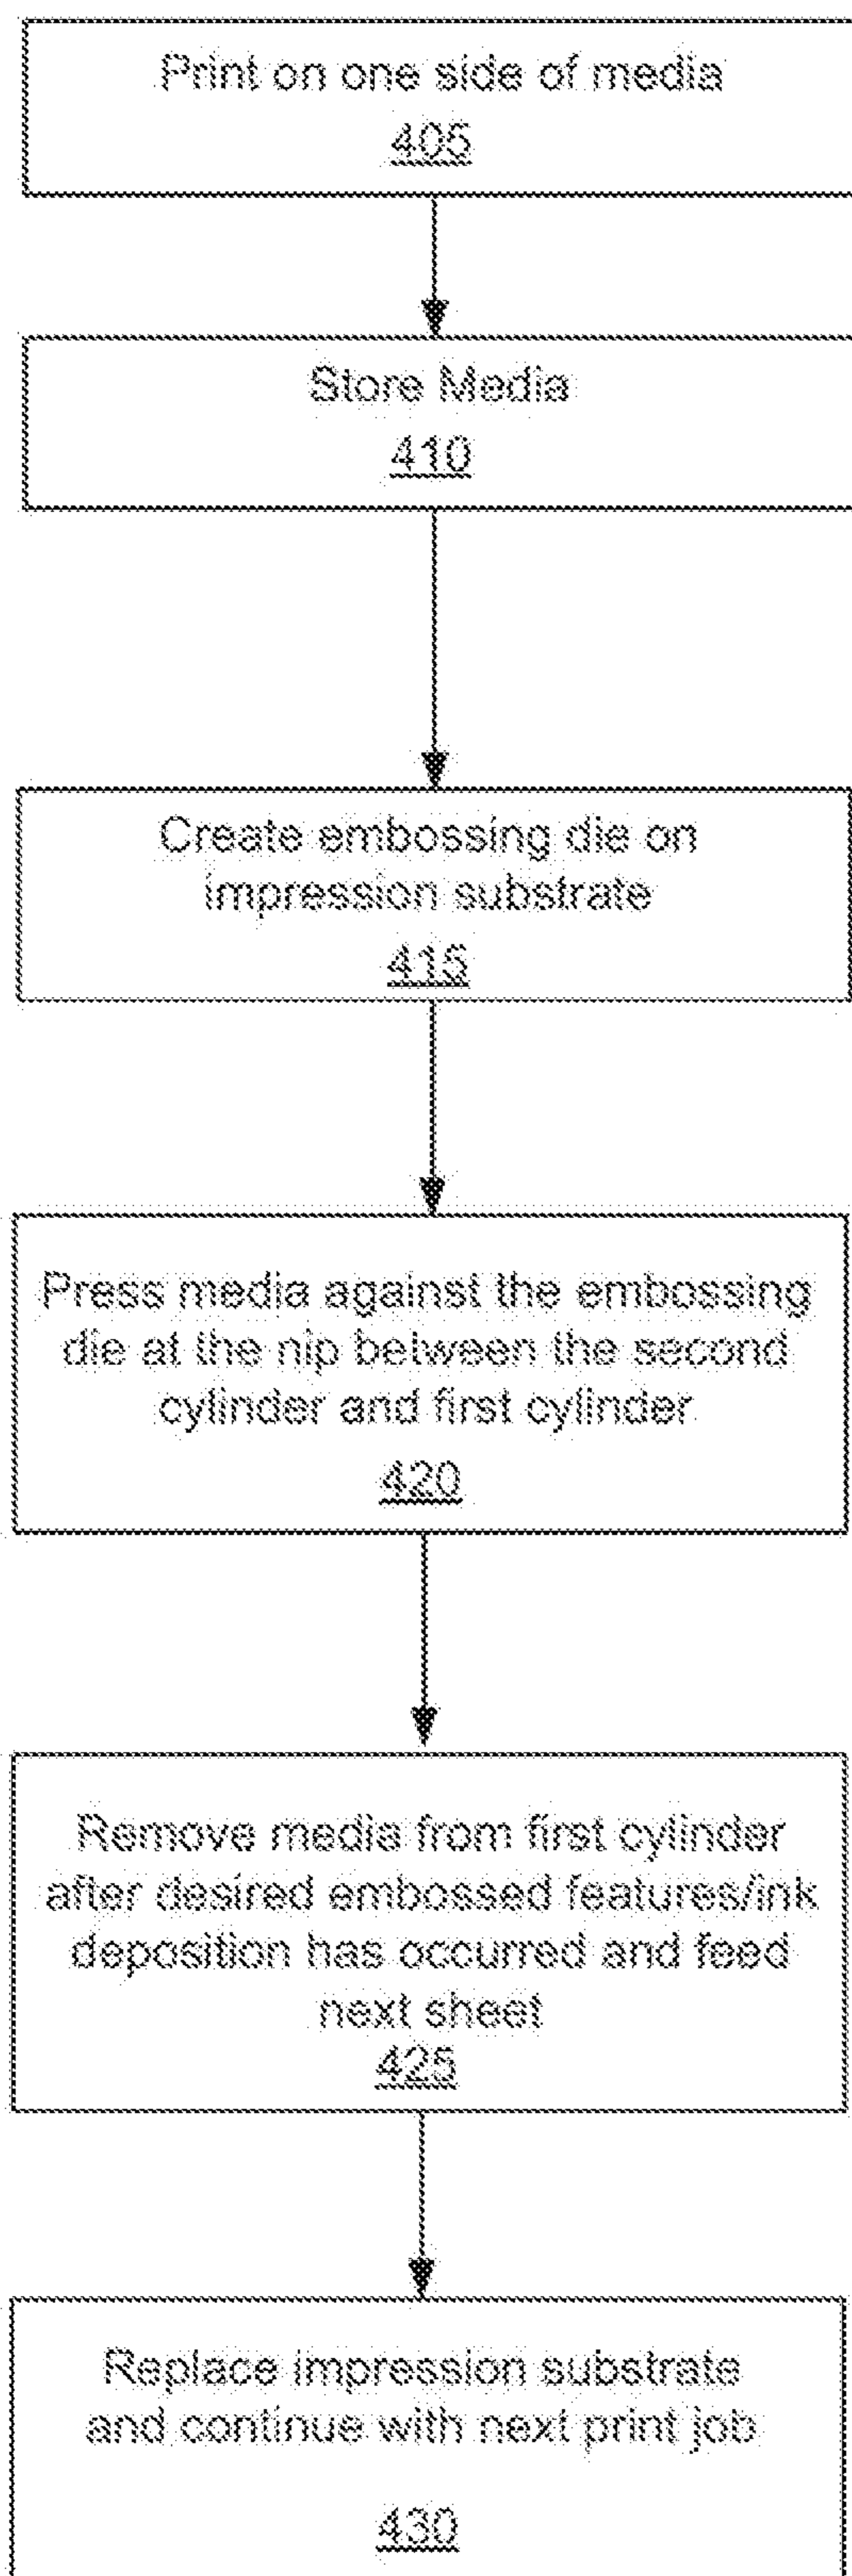 Print on one side of media
405
Store Media
410
Create embossing die on
impression substrate
415
Press media against the embossing
die at the nip between the second
cylinder and first cylinder
420
Remove media from first cylinder
after desired embossed features/ink
deposition has occurred and feed
next sheet
425
Replace impression substrate
and continue with next print job
430